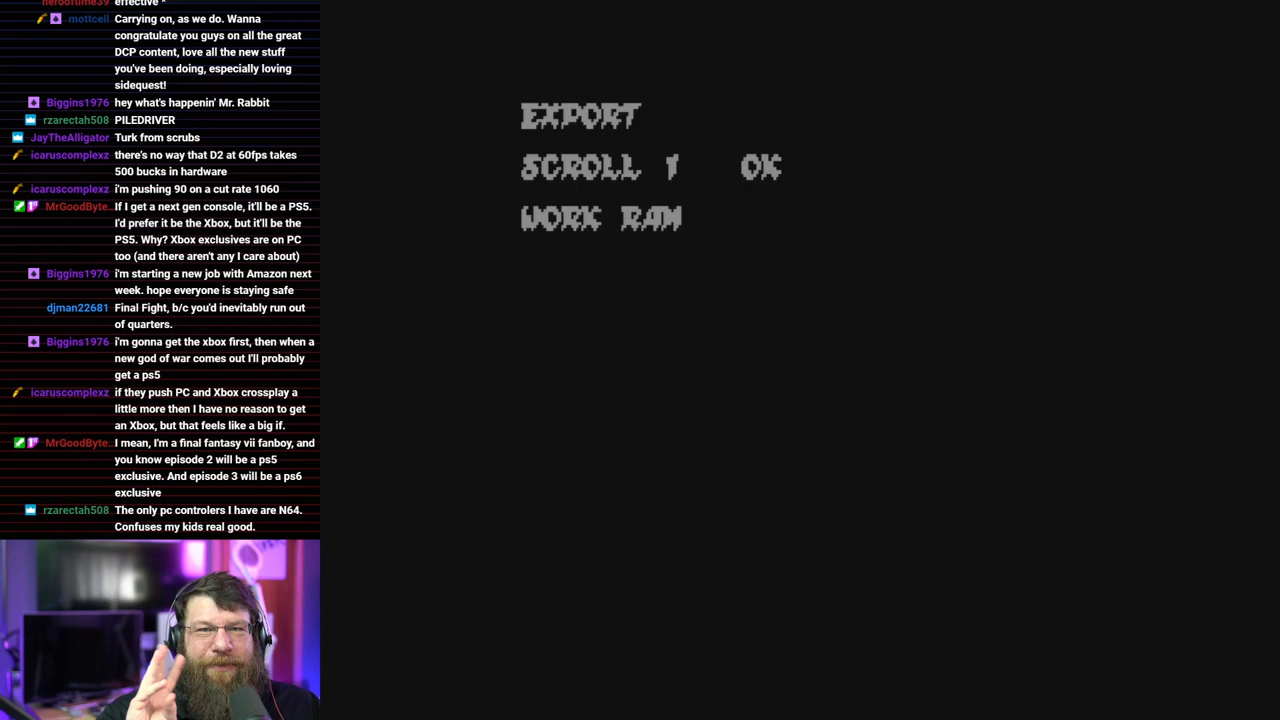 herooftime39 effective *
mottcell Carrying on, as we do. Wanna
congratulate you guys on all the great
DCP content, love all the new stuff
you've been doing, especially loving
sidequest!
Biggins1976 hey what's happenin' Mr. Rabbit
rzarectah508 PILEDRIVER
JayTheAlligator Turk from scrubs
icaruscomplexz there's no way that D2 at 60fps takes
500 bucks in hardware
icaruscomplexz i'm pushing 90 on a cut rate 1060
MrGoodByte... If I get a next gen console, it'll be a PS5.
I'd prefer it be the Xbox, but it'll be the
PS5. Why? Xbox exclusives are on PC
too (and there aren't any I care about)
Biggins1976 i'm starting a new job with Amazon next
week. hope everyone is staying safe
djman22681 Final Fight, b/c you'd inevitably run out
of quarters.
Biggins1976 i'm gonna get the xbox first, then when a
new god of war comes out I'll probably
get a ps5
icaruscomplexz if they push PC and Xbox crossplay a
little more then I have no reason to get
an Xbox, but that feels like a big if.
MrGoodByte... I mean, I'm a final fantasy vii fanboy, and
you know episode 2 will be a ps5
exclusive. And episode 3 will be a ps6
exclusive
rzarectah508 The only pc controlers I have are N64.
Confuses my kids real good.
EXPORT
SCROLL 1 OK
WORK RAM